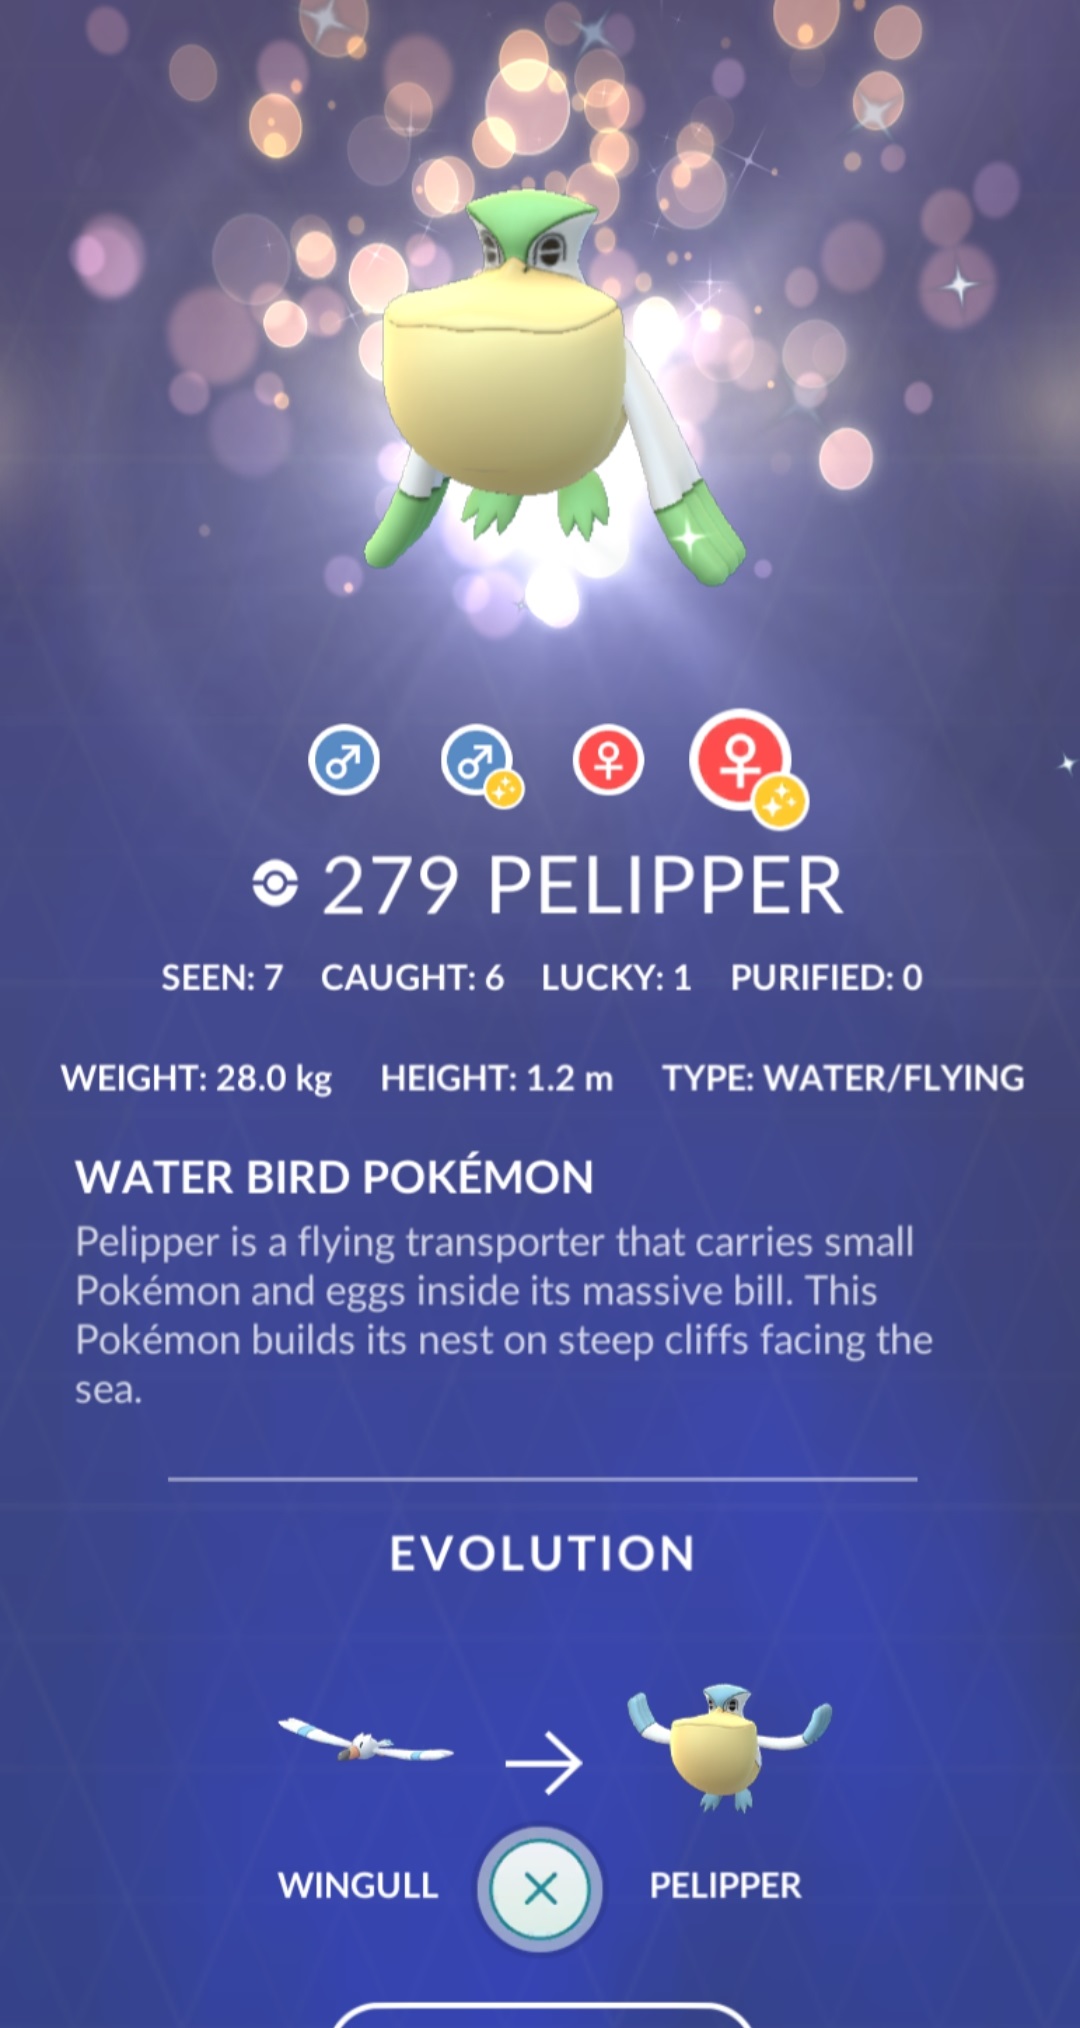 279 PELIPPER
SEEN: 7 CAUGHT: 6 LUCKY: 1 PURIFIED: 0
WEIGHT: 28.0 kg HEIGHT: 1.2 m TYPE: WATER/FLYING
WATER BIRD POKÉMON
Pelipper is a flying transporter that carries small
Pokémon and eggs inside its massive bill. This
Pokémon builds its nest on steep cliffs facing the
sea.
EVOLUTION
WINGULL PELIPPER